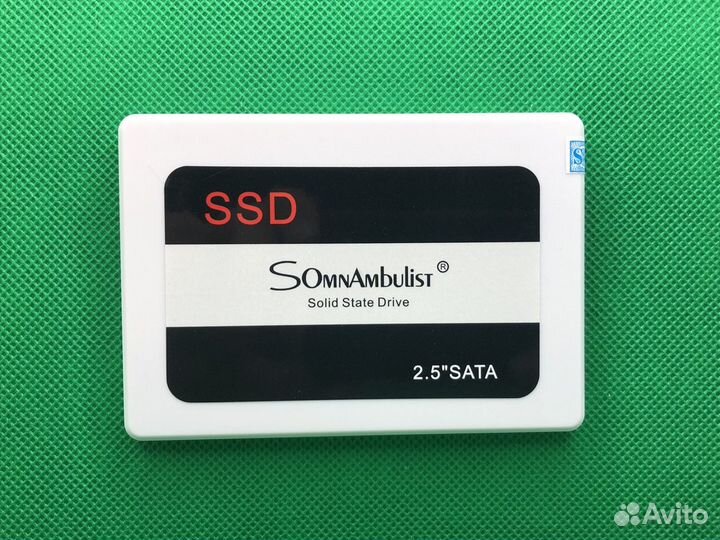 SSD
SOMNAMbuList®
Solid State Drive
2.5"SATA
Avito